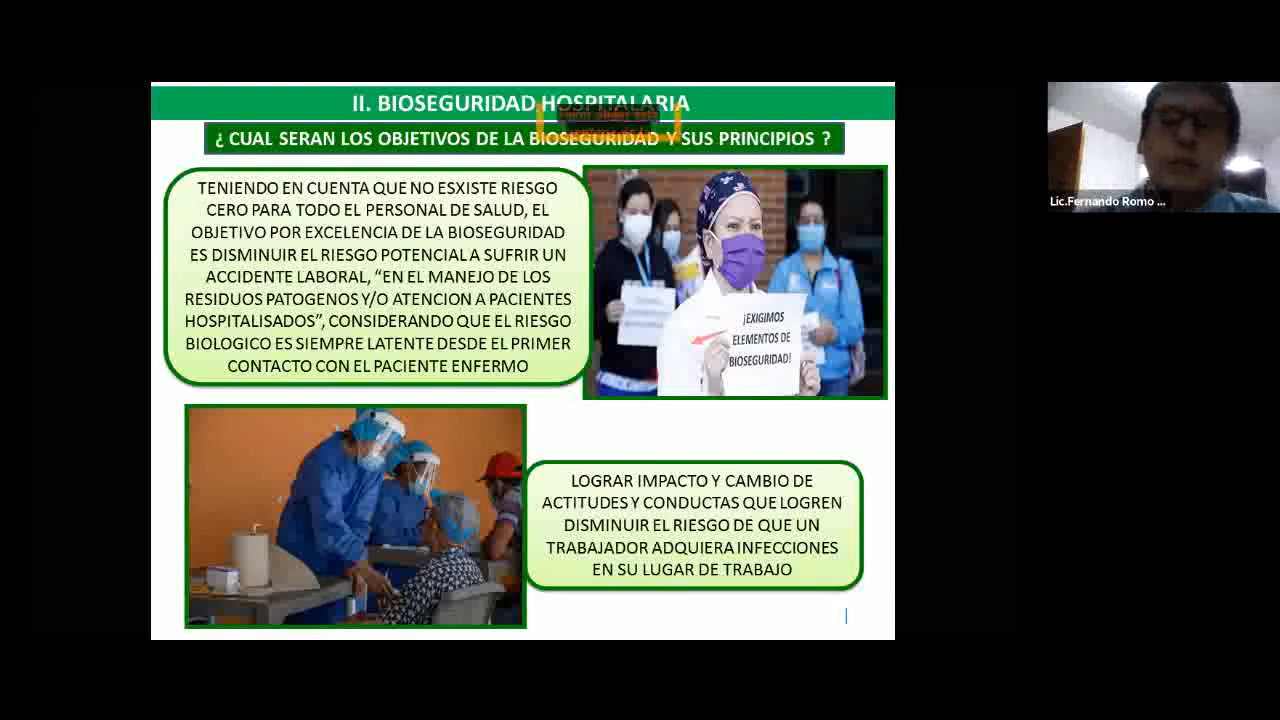 II. BIOSEGURIDAD HOSPITALARIA
¿ CUAL SERAN LOS OBJETIVOS DE LA BIOSEGURIDAD Y SUS PRINCIPIOS ?
TENIENDO EN CUENTA QUE NO ESXISTE RIESGO
CERO PARA TODO EL PERSONAL DE SALUD, EL
OBJETIVO POR EXCELENCIA DE LA BIOSEGURIDAD
ES DISMINUIR EL RIESGO POTENCIAL A SUFRIR UN
ACCIDENTE LABORAL, “EN EL MANEJO DE LOS
RESIDUOS PATOGENOS Y/O ATENCION A PACIENTES
HOSPITALISADOS”, CONSIDERANDO QUE EL RIESGO
BIOLOGICO ES SIEMPRE LATENTE DESDE EL PRIMER
CONTACTO CON EL PACIENTE ENFERMO
¡EXIGIMOS
ELEMENTOS DE
BIOSEGURIDAD!
LOGRAR IMPACTO Y CAMBIO DE
ACTITUDES Y CONDUCTAS QUE LOGREN
DISMINUIR EL RIESGO DE QUE UN
TRABAJADOR ADQUIERA INFECCIONES
EN SU LUGAR DE TRABAJO
Lic.Fernando Romo ...